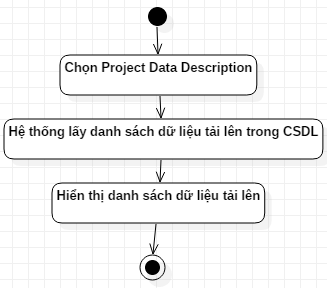 Chọn Project Data Description
Hệ thống lấy danh sách dữ liệu tải lên trong CSDL
Hiển thị danh sách dữ liệu tải lên